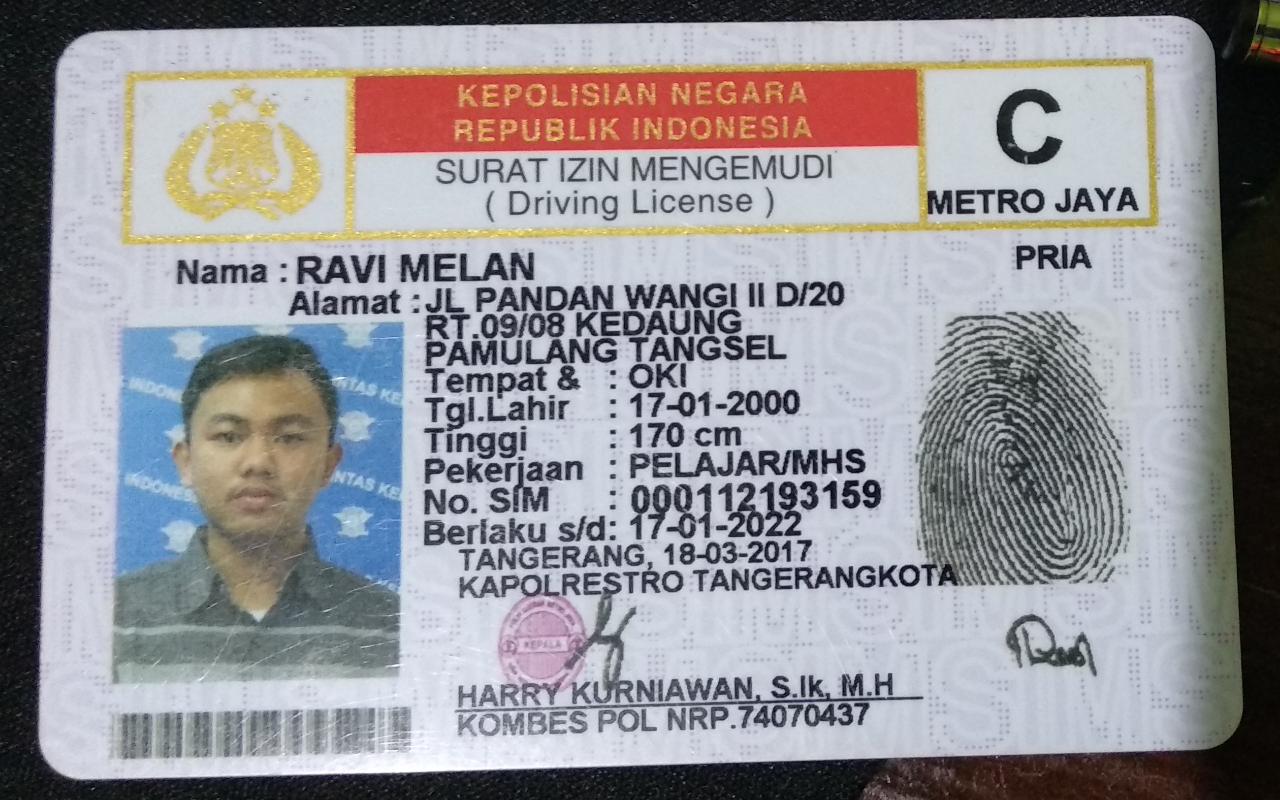 KEPOLISIAN NEGARA
REPUBLIK INDONESIA
SURAT IZIN MENGEMUDI
( Driving License )
C
METRO JAYA
PRIA
Nama : RAVI MELAN
Alamat : JL PANDAN WANGI II D/20
RT.09/08 KEDAUNG
PAMULANG TANGSEL
Tempat & : OKI
Tgl.Lahir : 17-01-2000
Tinggi : 170 cm
Pekerjaan : PELAJAR/MHS
No. SIM : 000112193159
Berlaku s/d: 17-01-2022
TANGERANG, 18-03-2017
KAPOLRESTRO TANGERANGKOTA
KEPALA
HARRY KURNIAWAN, S.Ik, M.H
KOMBES POL NRP.74070437